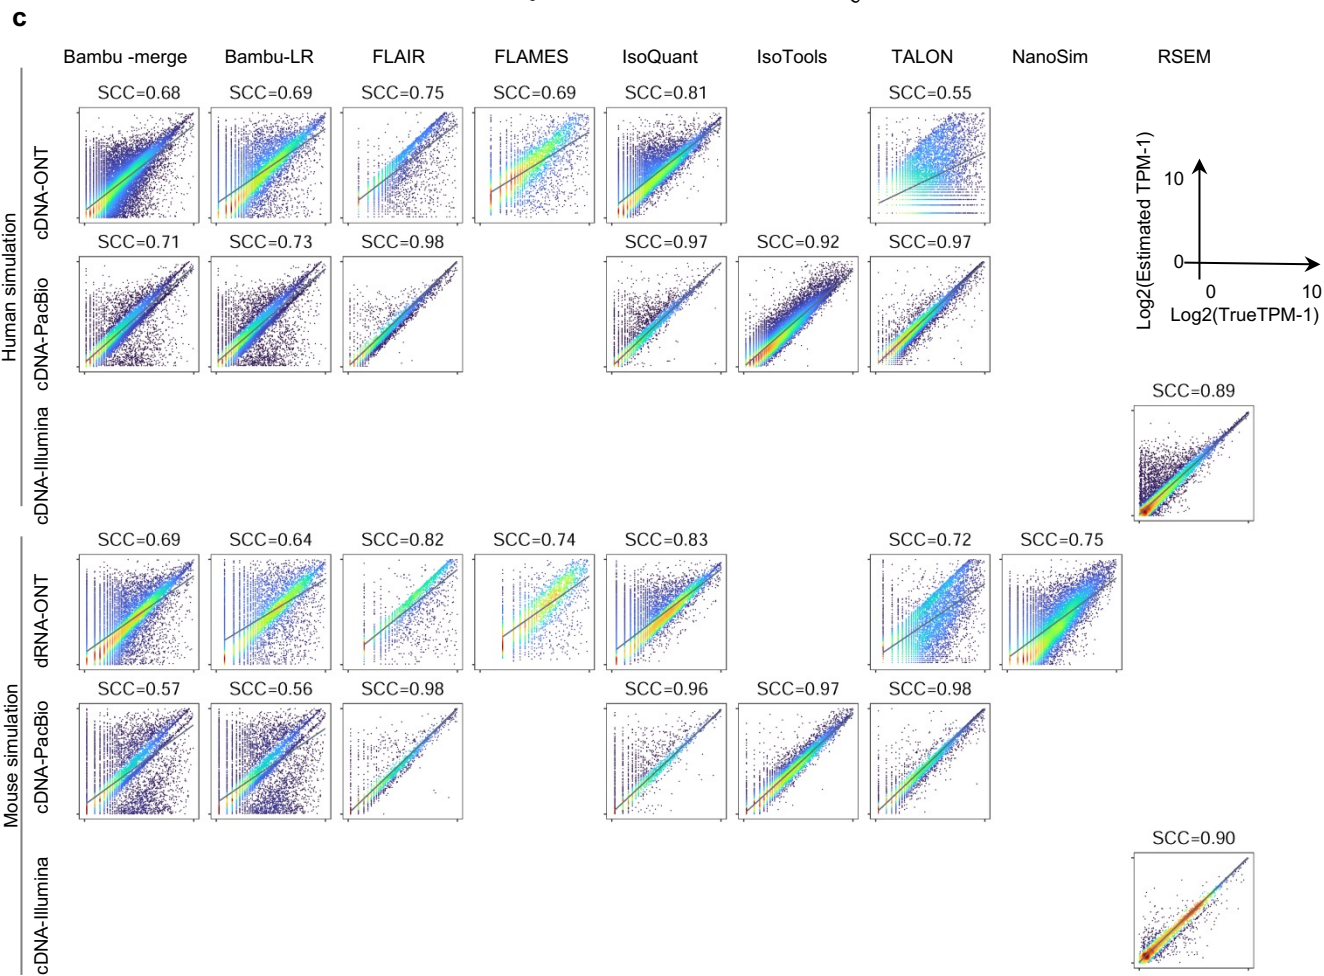 c
Bambu -merge Bambu-LR FLAIR FLAMES IsoQuant IsoTools TALON NanoSim RSEM
Human simulation
cDNA-ONT
SCC=0.68 SCC=0.69 SCC=0.75 SCC=0.69 SCC=0.81 SCC=0.55
Log2(Estimated TPM-1)
10
0
0 10
Log2(TrueTPM-1)
cDNA-PacBio
SCC=0.71 SCC=0.73 SCC=0.98 SCC=0.97 SCC=0.92 SCC=0.97
cDNA-Illumina
SCC=0.89
Mouse simulation
dRNA-ONT
SCC=0.69 SCC=0.64 SCC=0.82 SCC=0.74 SCC=0.83 SCC=0.72 SCC=0.75
cDNA-PacBio
SCC=0.57 SCC=0.56 SCC=0.98 SCC=0.96 SCC=0.97 SCC=0.98
cDNA-Illumina
SCC=0.90